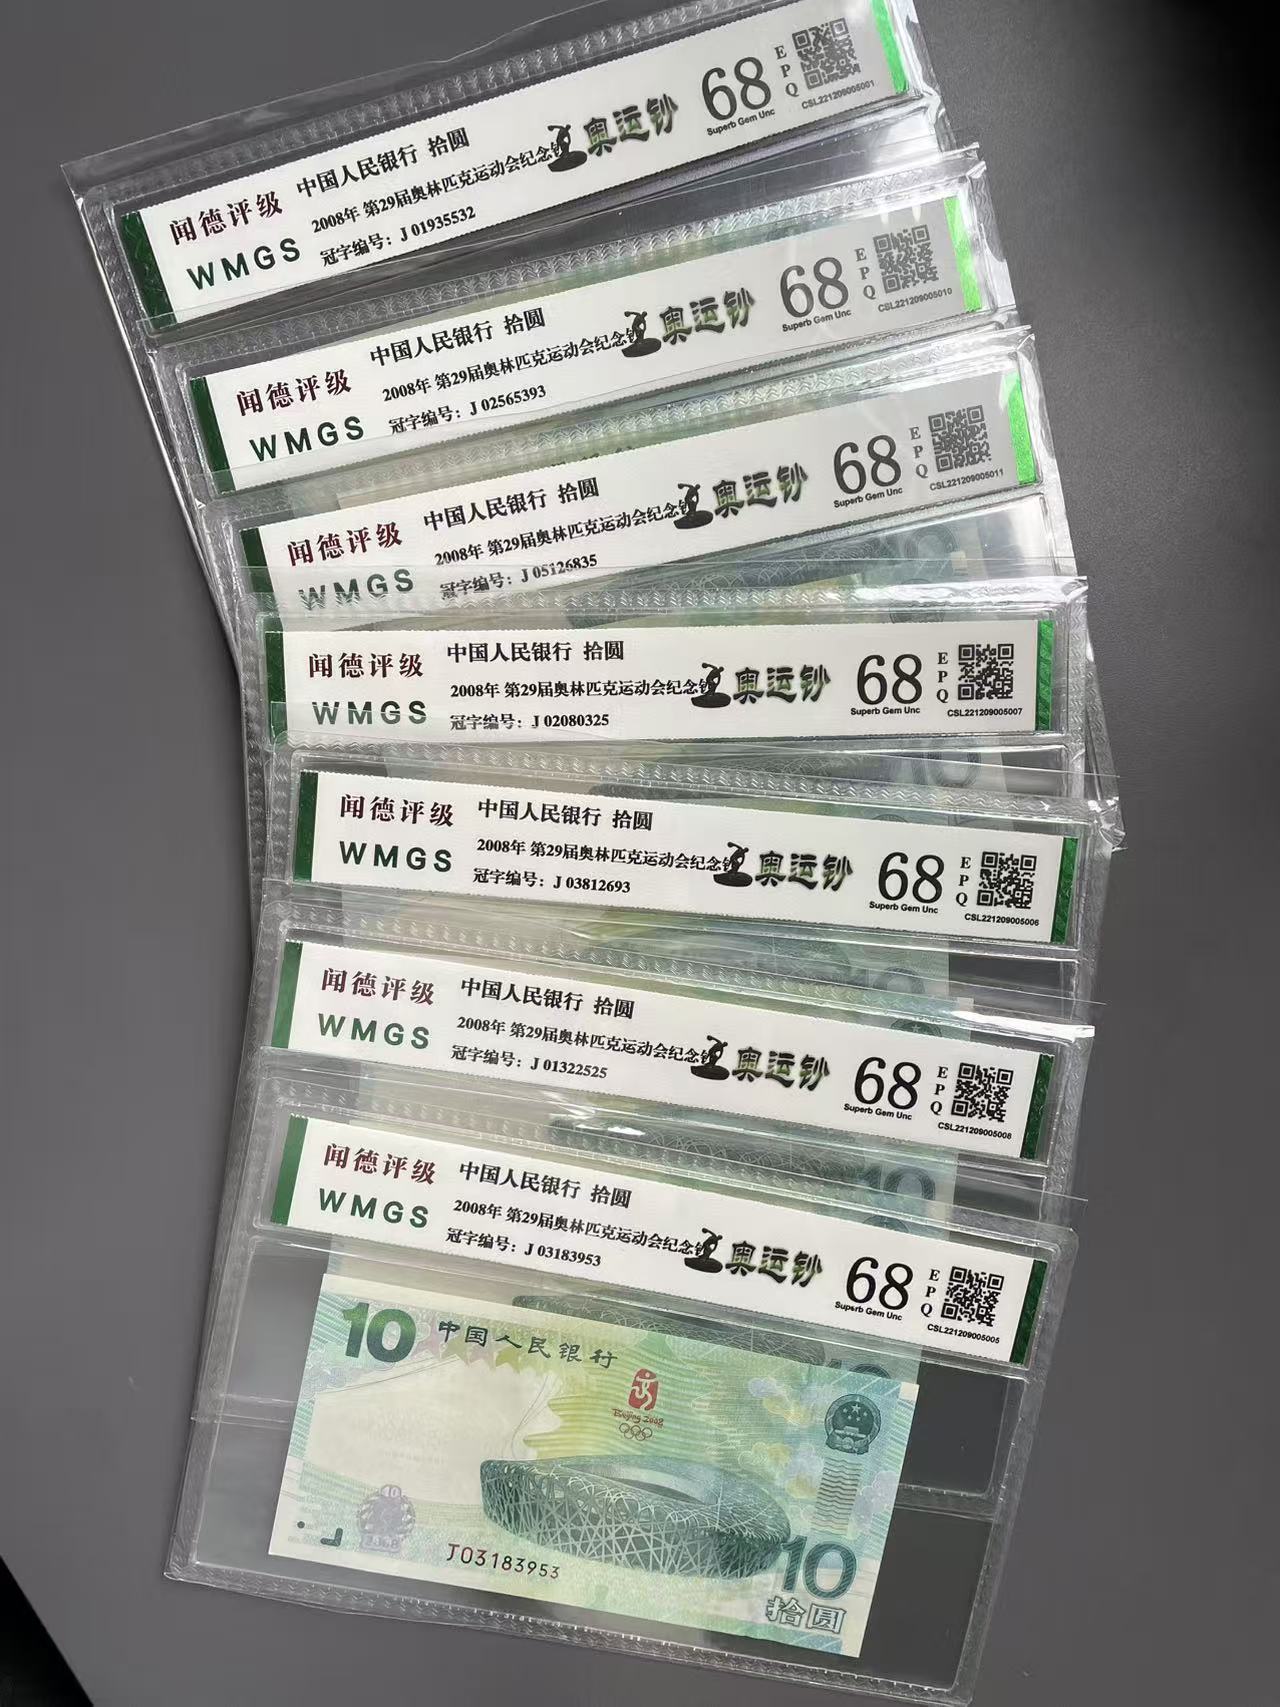 闻德评级
WMGS
中国人民银行 拾圆
2008年 第29届奥林匹克运动会纪念钞
冠字编号：J 01935532
奥运钞
68
Superb Gem Unc
EPQ
CSL221209005001
闻德评级
WMGS
中国人民银行 拾圆
2008年 第29届奥林匹克运动会纪念钞
冠字编号：J 02565393
奥运钞
68
Superb Gem Unc
EPQ
CSL221209005010
闻德评级
WMGS
中国人民银行 拾圆
2008年 第29届奥林匹克运动会纪念钞
冠字编号：J 05126835
奥运钞
68
Superb Gem Unc
EPQ
CSL221209005011
闻德评级
WMGS
中国人民银行 拾圆
2008年 第29届奥林匹克运动会纪念钞
冠字编号：J 02080325
奥运钞
68
Superb Gem Unc
EPQ
CSL221209005007
闻德评级
WMGS
中国人民银行 拾圆
2008年 第29届奥林匹克运动会纪念钞
冠字编号：J 03812693
奥运钞
68
Superb Gem Unc
EPQ
CSL221209005006
闻德评级
WMGS
中国人民银行 拾圆
2008年 第29届奥林匹克运动会纪念钞
冠字编号：J 01322525
奥运钞
68
Superb Gem Unc
EPQ
CSL221209005008
闻德评级
WMGS
中国人民银行 拾圆
2008年 第29届奥林匹克运动会纪念钞
冠字编号：J 03183953
奥运钞
68
Superb Gem Unc
EPQ
CSL221209005005
10
中国人民银行
Beijing 2008
10
2008
J03183953
10
拾圆